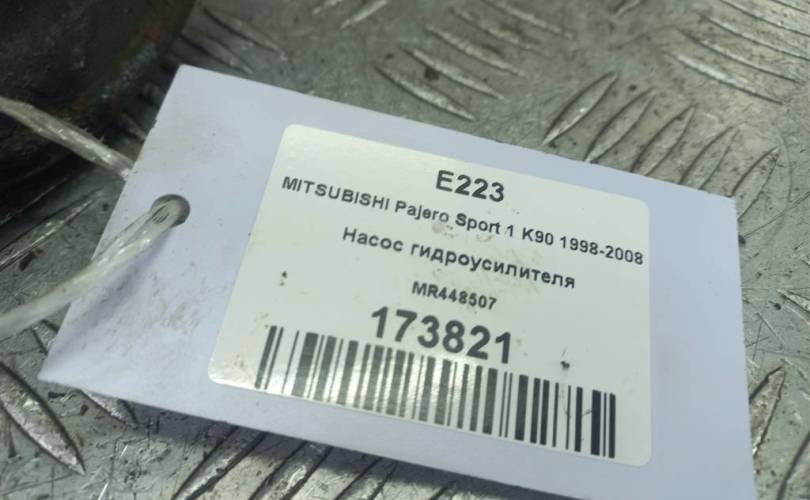 E223
MITSUBISHI Pajero Sport 1 K90 1998-2008
Насос гидроусилителя
MR448507
173821